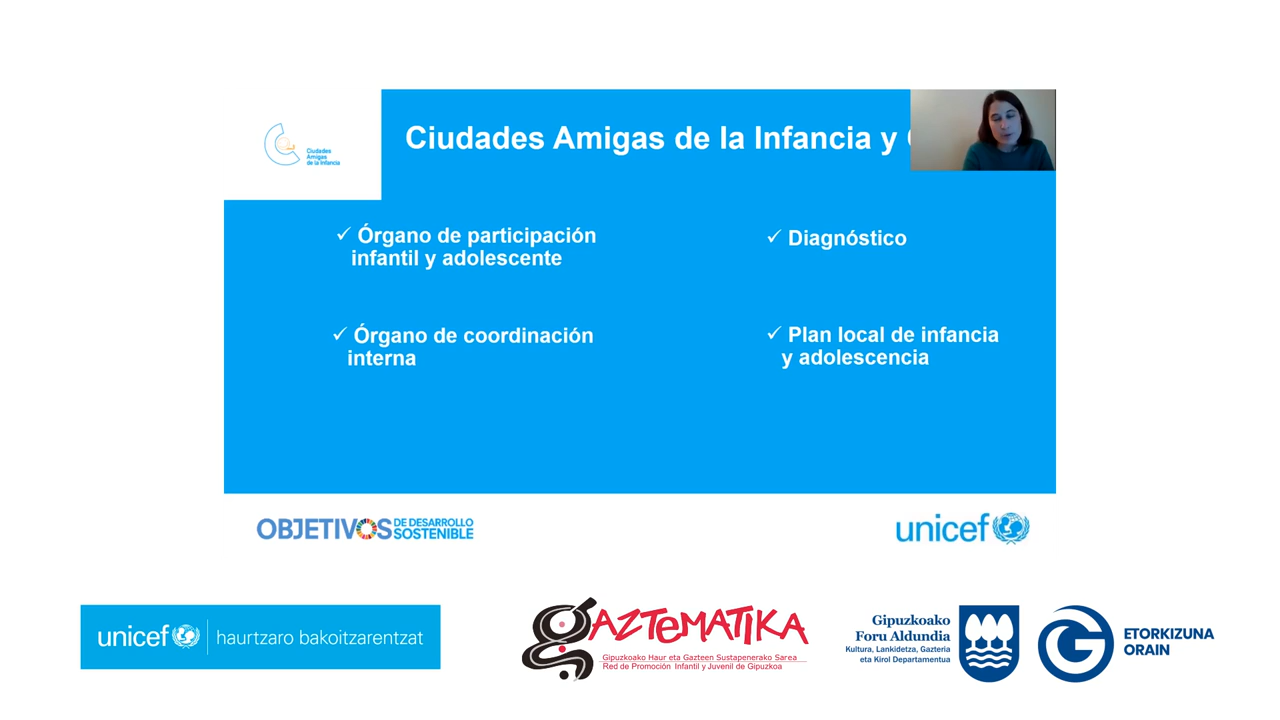 Ciudades Amigas de la Infancia y
Ciudades
Amigas
de la Infancia
✓ Órgano de participación
infantil y adolescente
✓ Diagnóstico
✓ Órgano de coordinación
interna
✓ Plan local de infancia
y adolescencia
OBJETIVOS DE DESARROLLO
SOSTENIBLE
unicef
unicef haurtzaro bakoitzarentzat
GAZTEMATIKA
Gipuzkoako Haur eta Gazteen Sustapenerako Sarea
Red de Promoción Infantil y Juvenil de Gipuzkoa
Gipuzkoako
Foru Aldundia
Kultura, Lankidetza, Gazteria
eta Kirol Departamentua
ETORKIZUNA
ORAIN